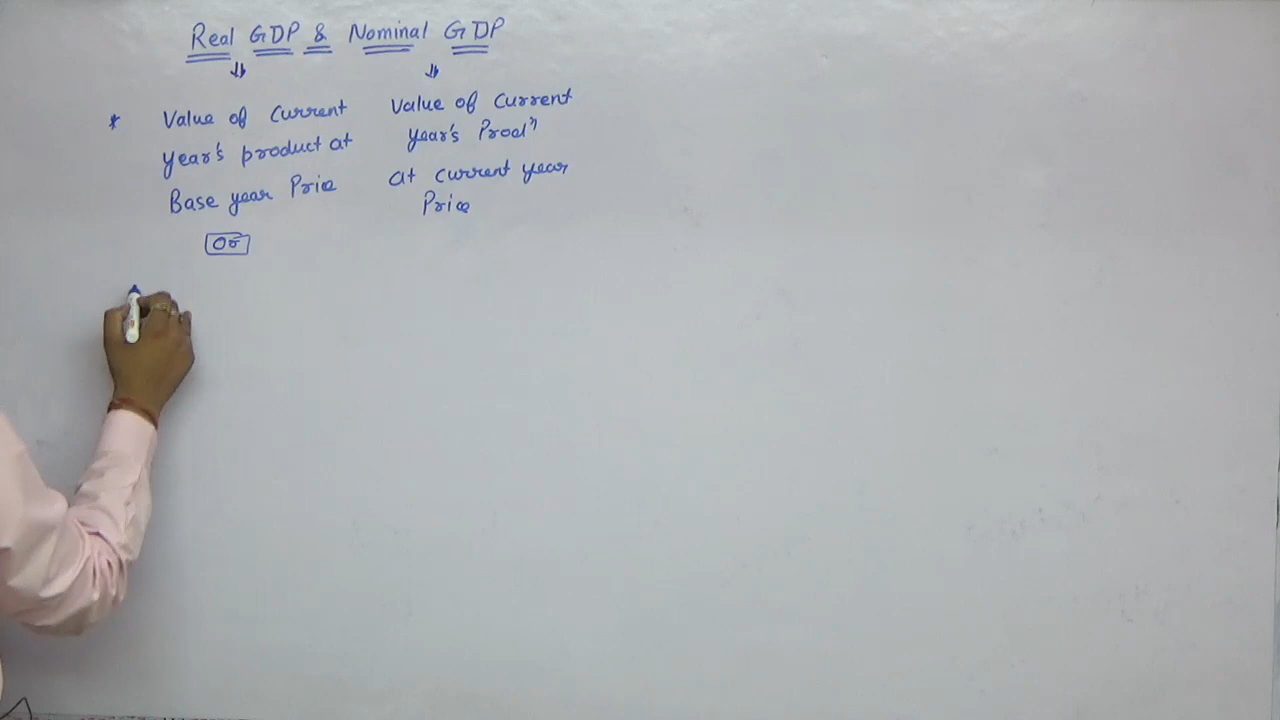 Real GDP & Nominal GDP
* Value of Current
year's product at
Base year Price
Or
Value of Current
year's Prodⁿ
at current year
Price